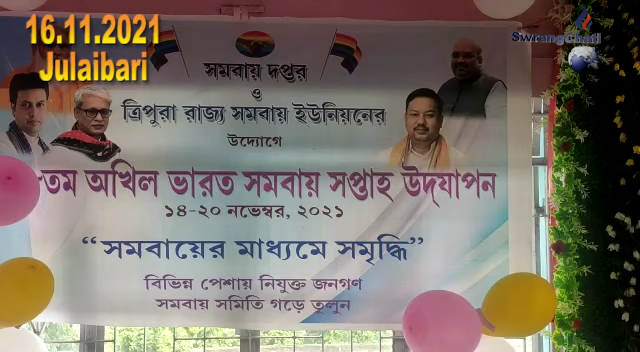 16.11.2021
Julaibari
SwrangChati
সমবায় দপ্তর
ও
ত্রিপুরা রাজ্য সমবায় ইউনিয়নের
উদ্যোগে
তম অখিল ভারত সমবায় সপ্তাহ উদ্‌যাপন
১৪-২০ নভেম্বর, ২০২১
“সমবায়ের মাধ্যমে সমৃদ্ধি”
বিভিন্ন পেশায় নিযুক্ত জনগণ
সমবায় সমিতি গড়ে তুলুন